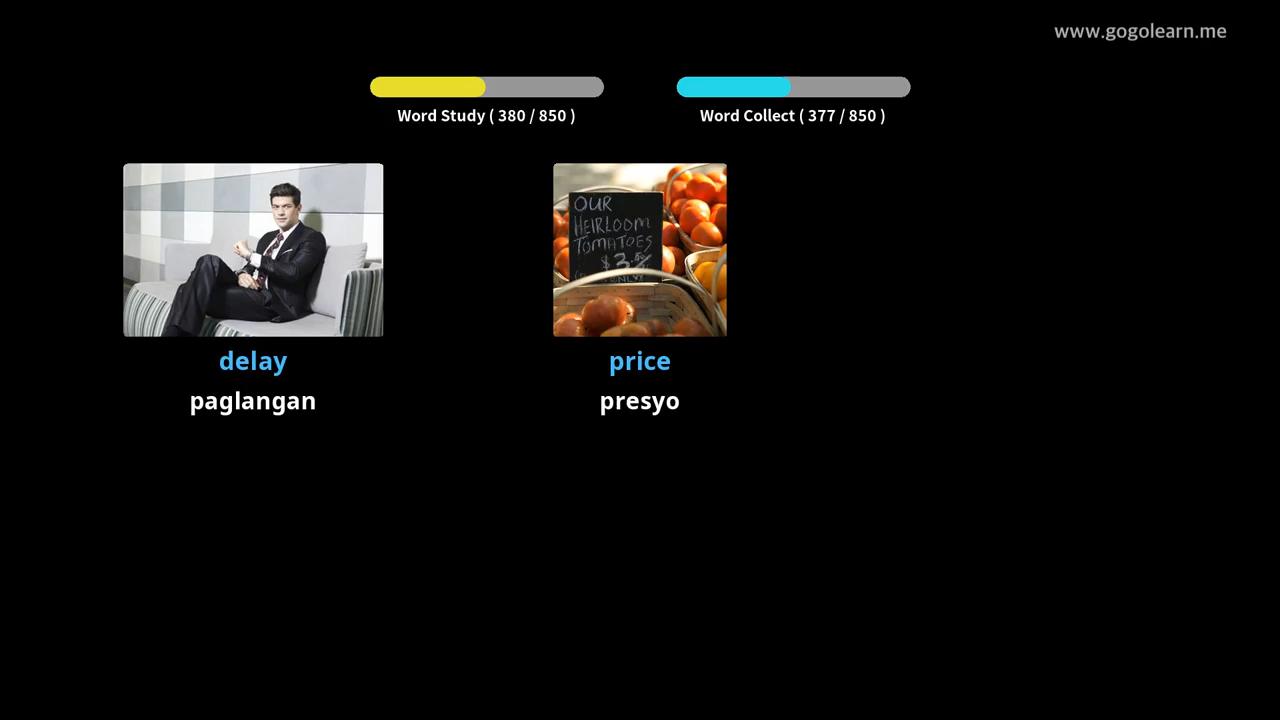 www.gogolearn.me
Word Study ( 380 / 850 )
Word Collect ( 377 / 850 )
OUR
HEIRLOOM
TOMATOES
delay
price
paglangan
presyo